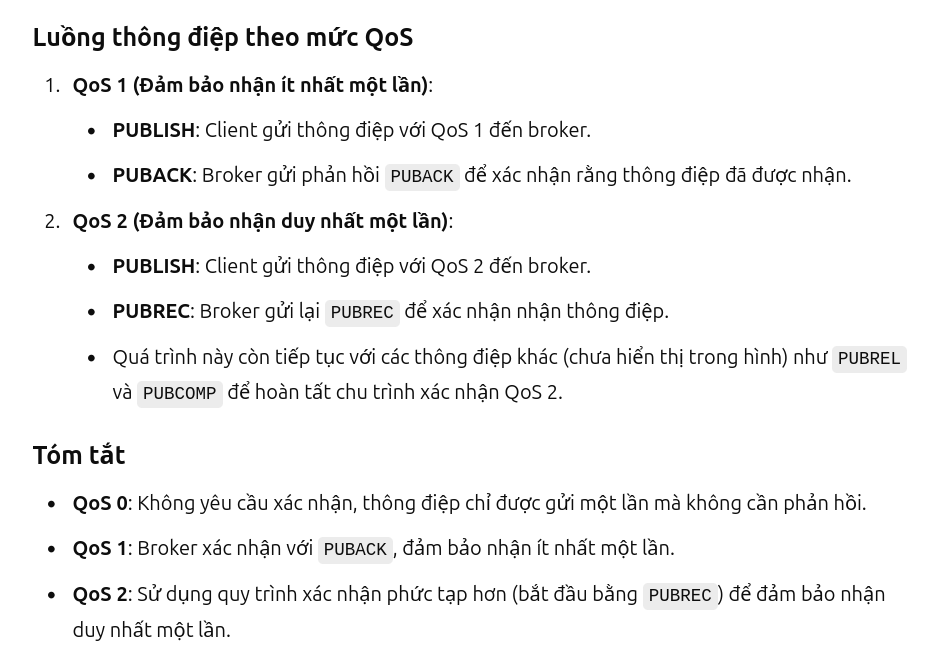 Luồng thông điệp theo mức QoS
1. QoS 1 (Đảm bảo nhận ít nhất một lần):
• PUBLISH: Client gửi thông điệp với QoS 1 đến broker.
• PUBACK: Broker gửi phản hồi PUBACK để xác nhận rằng thông điệp đã được nhận.
2. QoS 2 (Đảm bảo nhận duy nhất một lần):
• PUBLISH: Client gửi thông điệp với QoS 2 đến broker.
• PUBREC: Broker gửi lại PUBREC để xác nhận nhận thông điệp.
• Quá trình này còn tiếp tục với các thông điệp khác (chưa hiển thị trong hình) như PUBREL
và PUBCOMP để hoàn tất chu trình xác nhận QoS 2.
Tóm tắt
• QoS 0: Không yêu cầu xác nhận, thông điệp chỉ được gửi một lần mà không cần phản hồi.
• QoS 1: Broker xác nhận với PUBACK, đảm bảo nhận ít nhất một lần.
• QoS 2: Sử dụng quy trình xác nhận phức tạp hơn (bắt đầu bằng PUBREC) để đảm bảo nhận
duy nhất một lần.